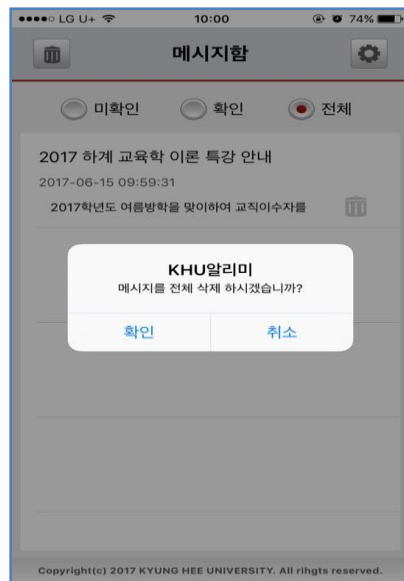 LG U+ 10:00 74%
메시지함
미확인 확인 전체
2017 하계 교육학 이론 특강 안내
2017-06-15 09:59:31
2017학년도 여름방학을 맞이하여 교직이수자를
KHU알리미
메시지를 전체 삭제 하시겠습니까?
확인 취소
Copyright(c) 2017 KYUNG HEE UNIVERSITY. All rihgts reserved.